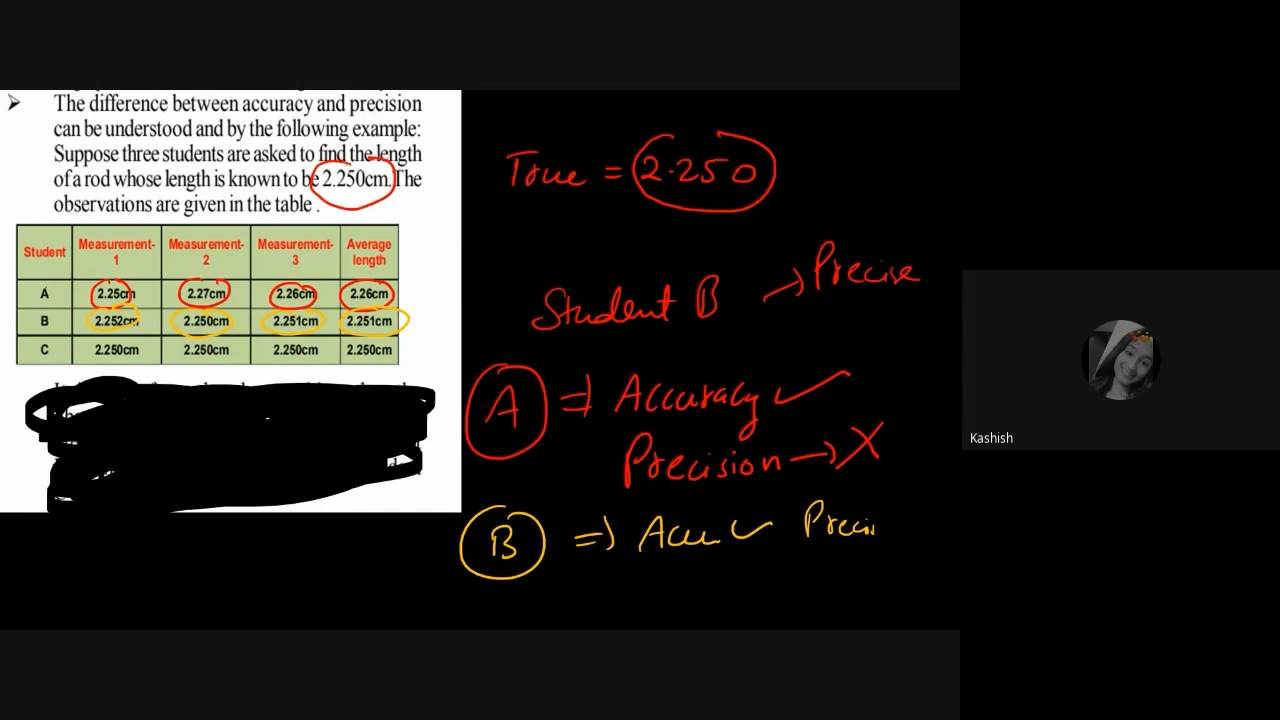 ➤ The difference between accuracy and precision
can be understood and by the following example:
Suppose three students are asked to find the length
of a rod whose length is known to be 2.250cm. The
observations are given in the table .
Student Measurement-1 Measurement-2 Measurement-3 Average length
A 2.25cm 2.27cm 2.26cm 2.26cm
B 2.252cm 2.250cm 2.251cm 2.251cm
C 2.250cm 2.250cm 2.250cm 2.250cm
True = 2.250
Student B → Precise
A ⇒ Accuracy ✓
Precision → X
B ⇒ Accu ✓ Precis
Kashish